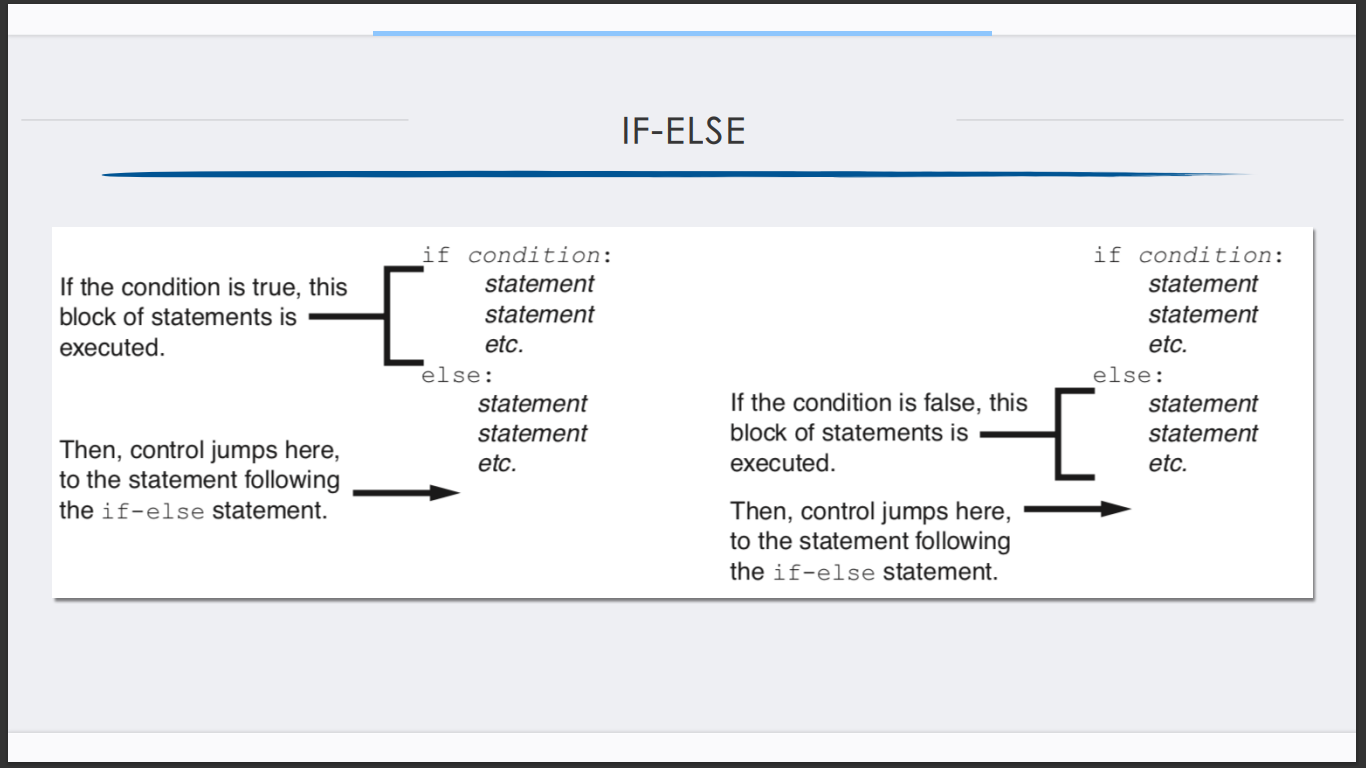 IF-ELSE
if condition:
If the condition is true, this
statement
block of statements is
statement
executed.
etc.
else:
statement
statement
etc.
Then, control jumps here,
to the statement following
the if-else statement.
if condition:
statement
statement
etc.
else:
If the condition is false, this
statement
block of statements is
statement
executed.
etc.
Then, control jumps here,
to the statement following
the if-else statement.